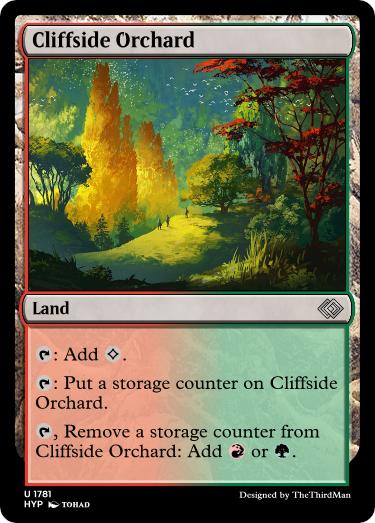 Cliffside Orchard
Land
: Add .
: Put a storage counter on Cliffside
Orchard.
, Remove a storage counter from
Cliffside Orchard: Add or .
U 1781
HYP TOHAD
Designed by TheThirdMan